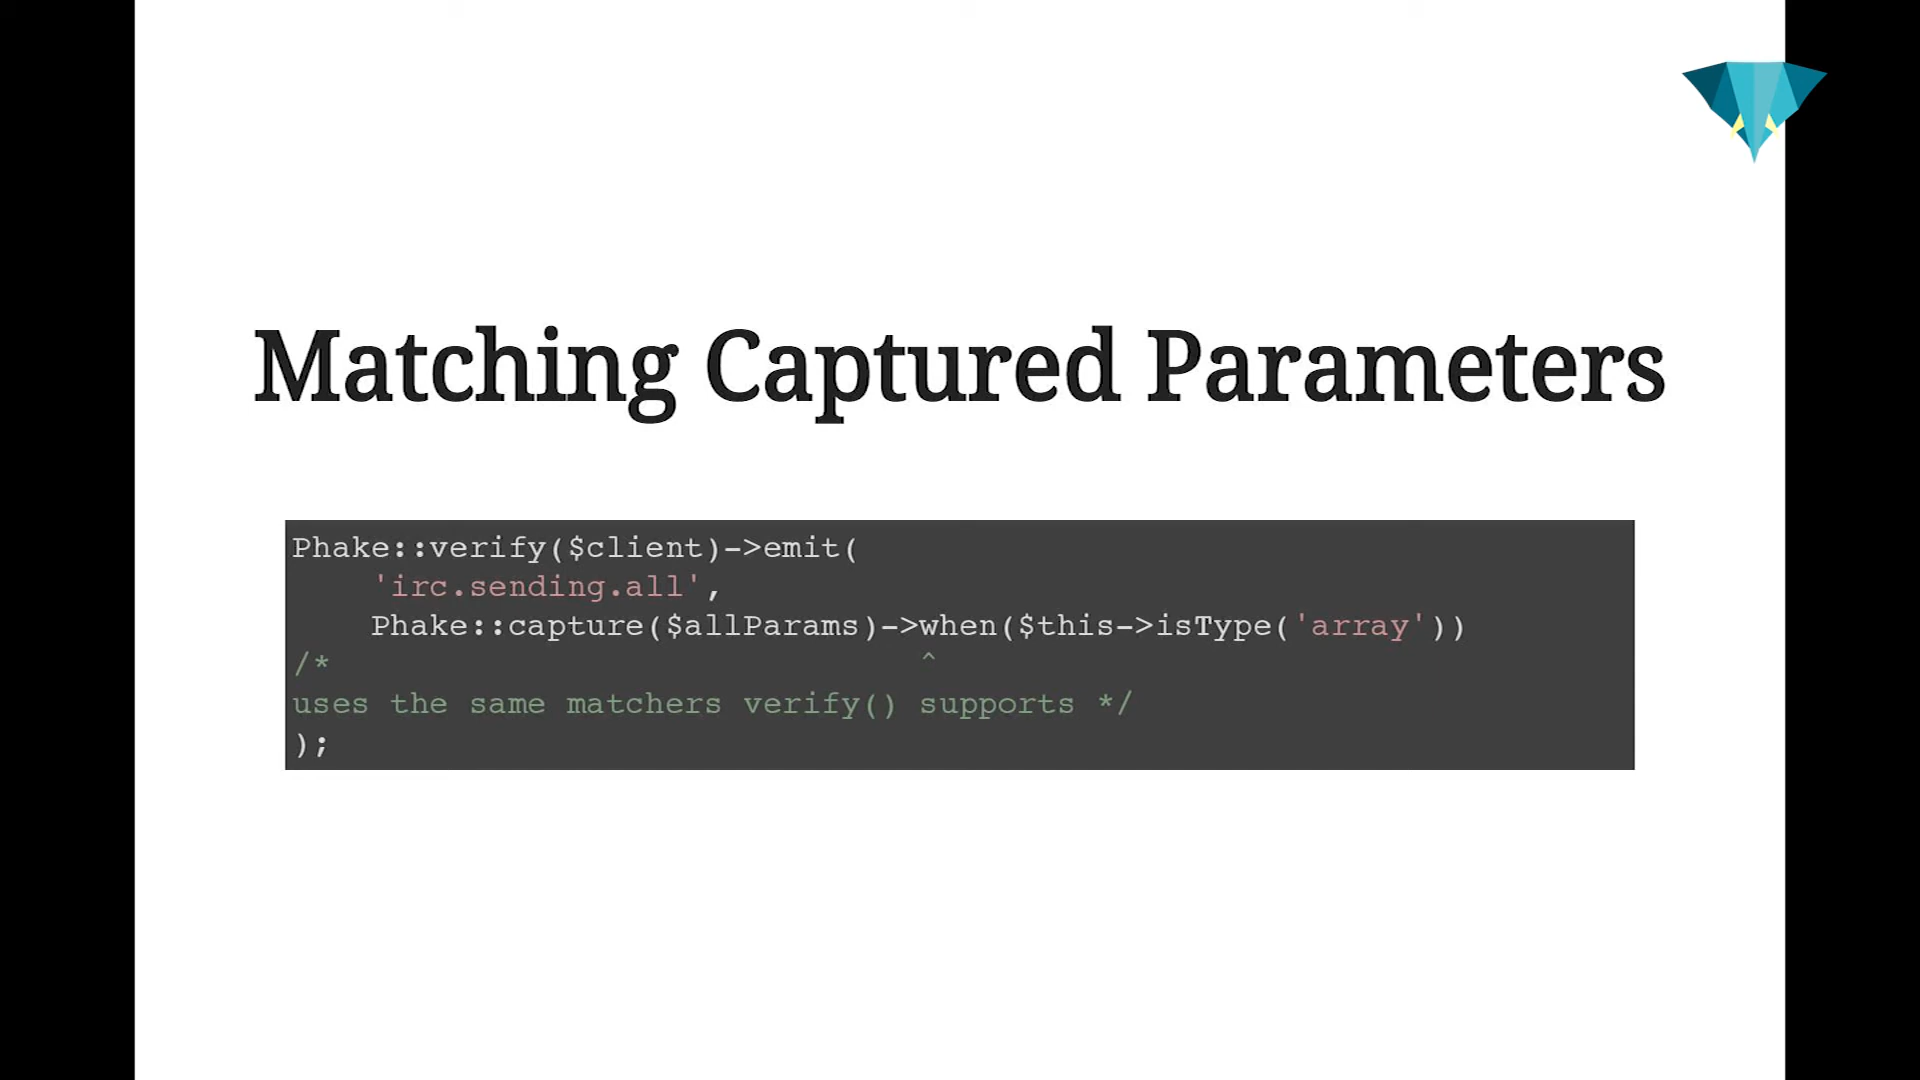 Matching Captured Parameters
Phake::verify($client)->emit(
    'irc.sending.all',
    Phake::capture($allParams)->when($this->isType('array'))
/*                              ^
uses the same matchers verify() supports */
);